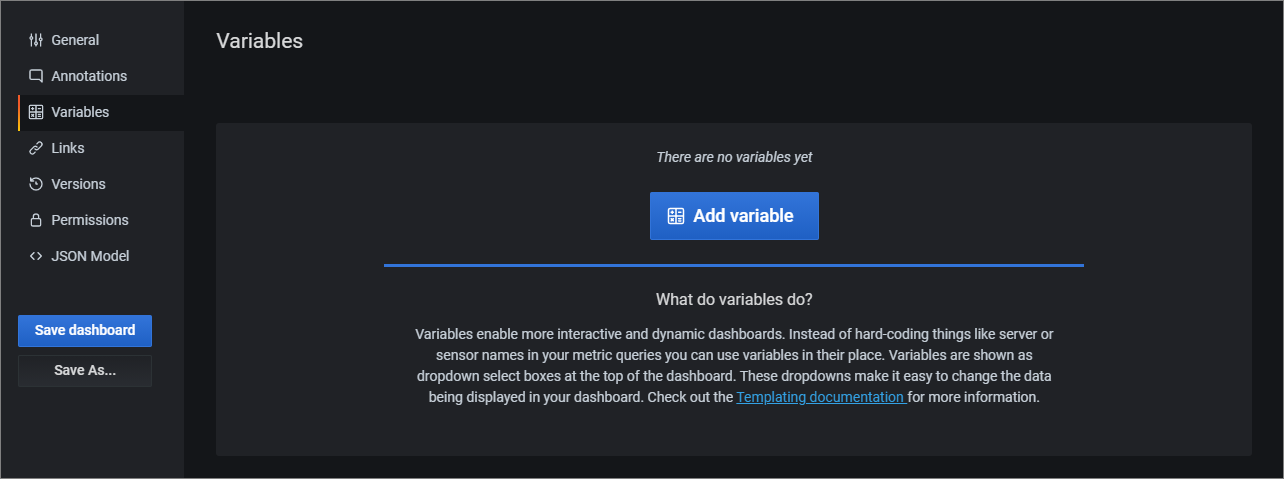 General
Annotations
Variables
Links
Versions
Permissions
JSON Model
Save dashboard
Save As...
Variables
There are no variables yet
Add variable
What do variables do?
Variables enable more interactive and dynamic dashboards. Instead of hard-coding things like server or
sensor names in your metric queries you can use variables in their place. Variables are shown as
dropdown select boxes at the top of the dashboard. These dropdowns make it easy to change the data
being displayed in your dashboard. Check out the Templating documentation for more information.